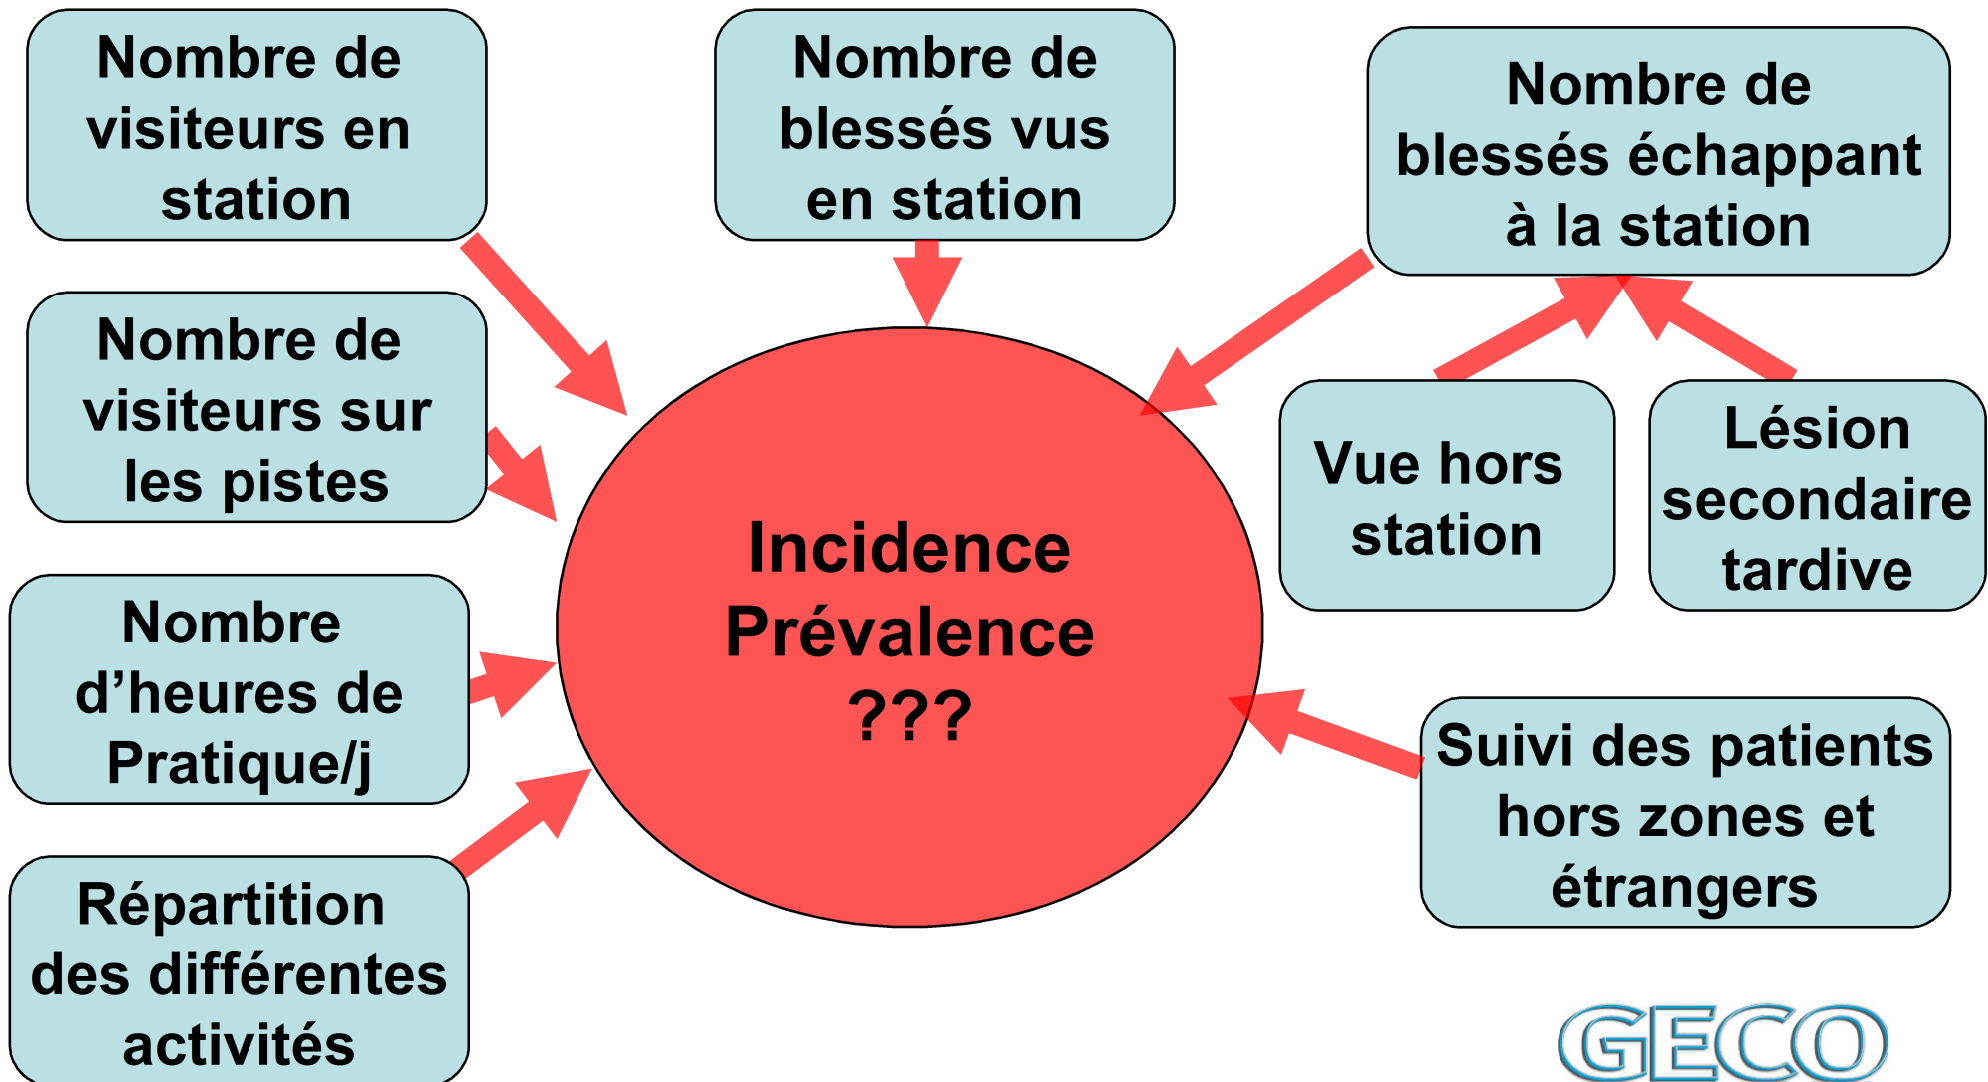 Nombre de
visiteurs en
station
Nombre de
blessés vus
en station
Nombre de
blessés échappant
à la station
Nombre de
visiteurs sur
les pistes
Vue hors
station
Lésion
secondaire
tardive
Incidence
Prévalence
???
Nombre
d’heures de
Pratique/j
Suivi des patients
hors zones et
étrangers
Répartition
des différentes
activités
GECO